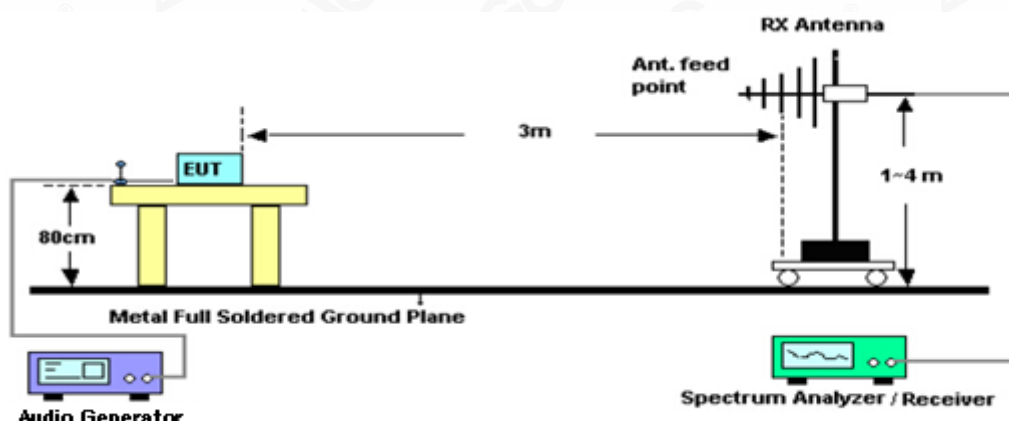 RX Antenna
Ant. feed
point
3m
EUT
1~4 m
80cm
Metal Full Soldered Ground Plane
Spectrum Analyzer / Receiver
Audio Generator